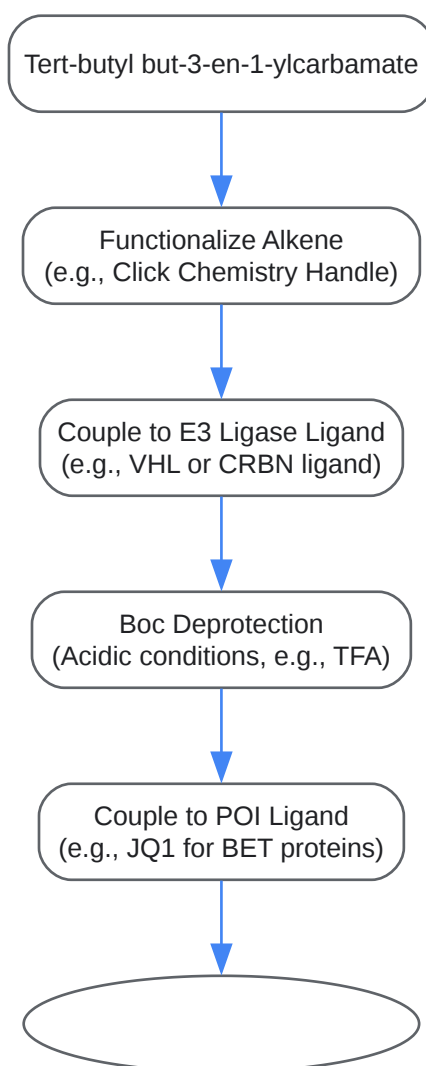 Tert-butyl but-3-en-1-ylcarbamate
Functionalize Alkene
(e.g., Click Chemistry Handle)
Couple to E3 Ligase Ligand
(e.g., VHL or CRBN ligand)
Boc Deprotection
(Acidic conditions, e.g., TFA)
Couple to POI Ligand
(e.g., JQ1 for BET proteins)